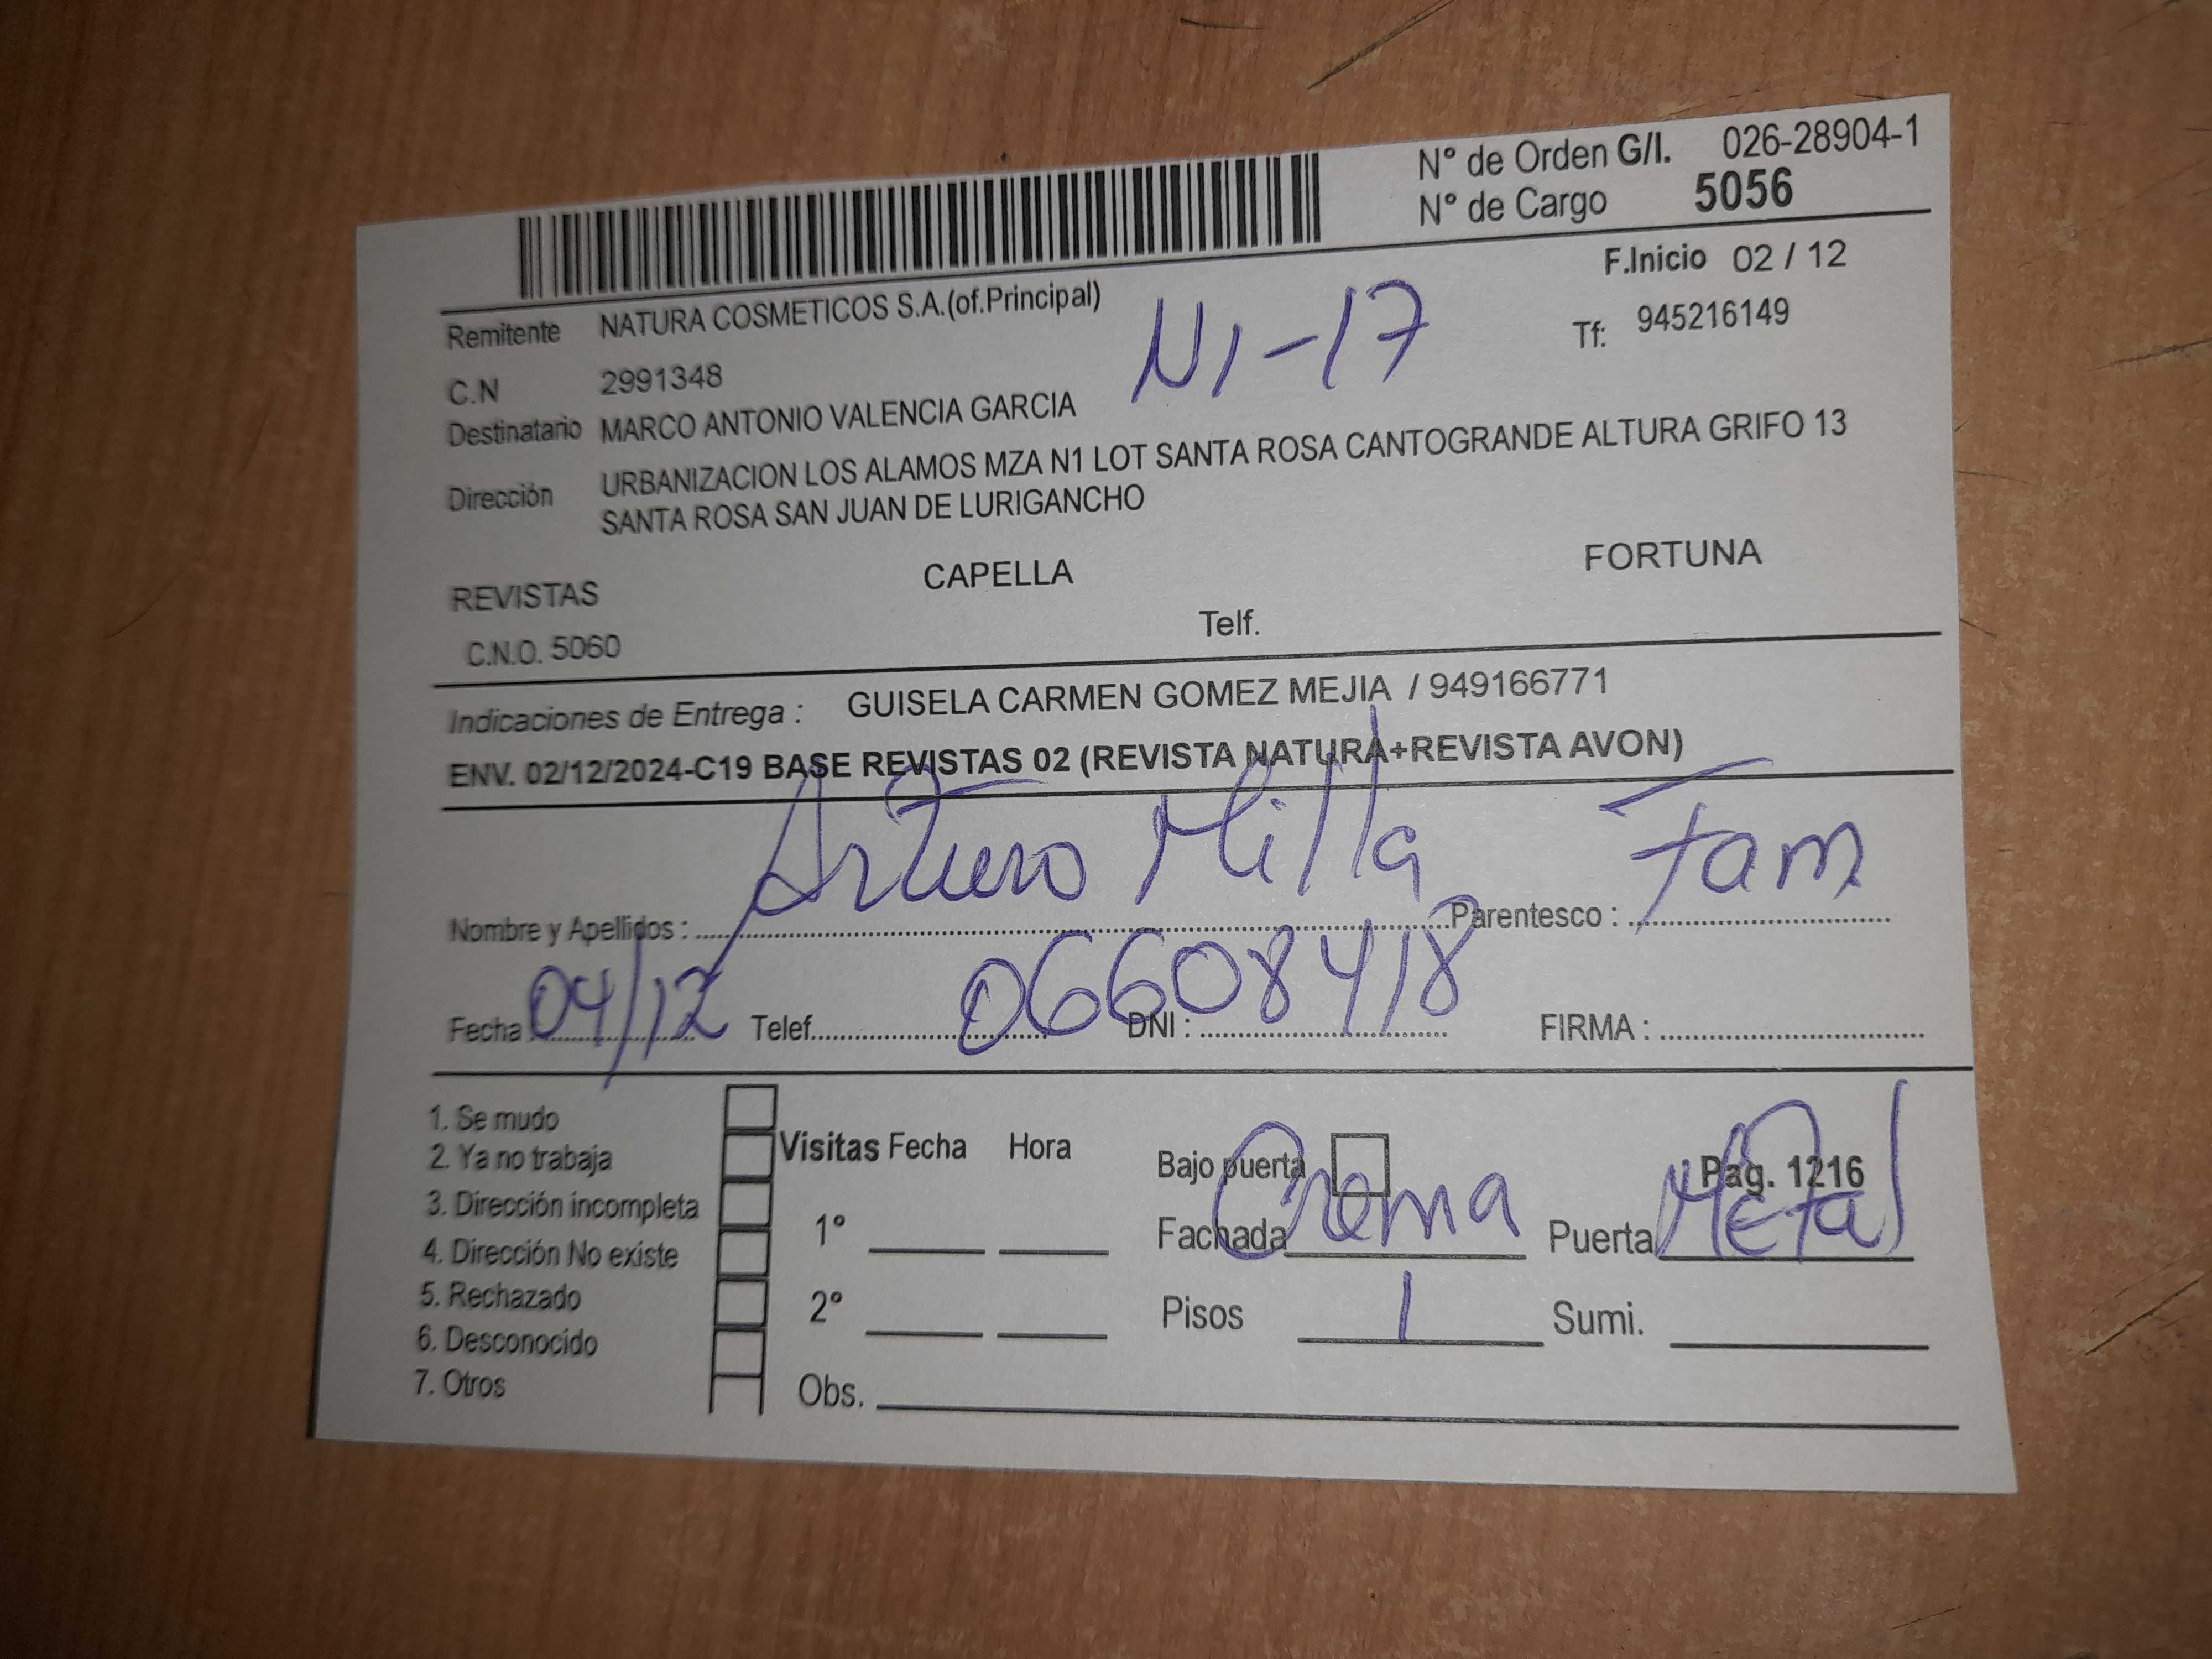 N° de Orden G/I. 026-28904-1
N° de Cargo 5056
F.Inicio 02 / 12
Remitente NATURA COSMETICOS S.A.(of.Principal)
N1-17
Tf: 945216149
C.N 2991348
Destinatario MARCO ANTONIO VALENCIA GARCIA
Dirección URBANIZACION LOS ALAMOS MZA N1 LOT SANTA ROSA CANTOGRANDE ALTURA GRIFO 13
SANTA ROSA SAN JUAN DE LURIGANCHO
REVISTAS CAPELLA FORTUNA
C.N.O. 5060 Telf.
Indicaciones de Entrega : GUISELA CARMEN GOMEZ MEJIA / 949166771
ENV. 02/12/2024-C19 BASE REVISTAS 02 (REVISTA NATURA+REVISTA AVON)
Nombre y Apellidos : Arturo Milla Parentesco : Fam
Fecha 04/12 Telef. DNI : 06608418 FIRMA :
1. Se mudo
2. Ya no trabaja
3. Dirección incompleta
4. Dirección No existe
5. Rechazado
6. Desconocido
7. Otros
Visitas Fecha Hora
1°
2°
Obs.
Bajo puerta Pag. 1216
Fachada Crema Puerta Metal
Pisos 1 Sumi.